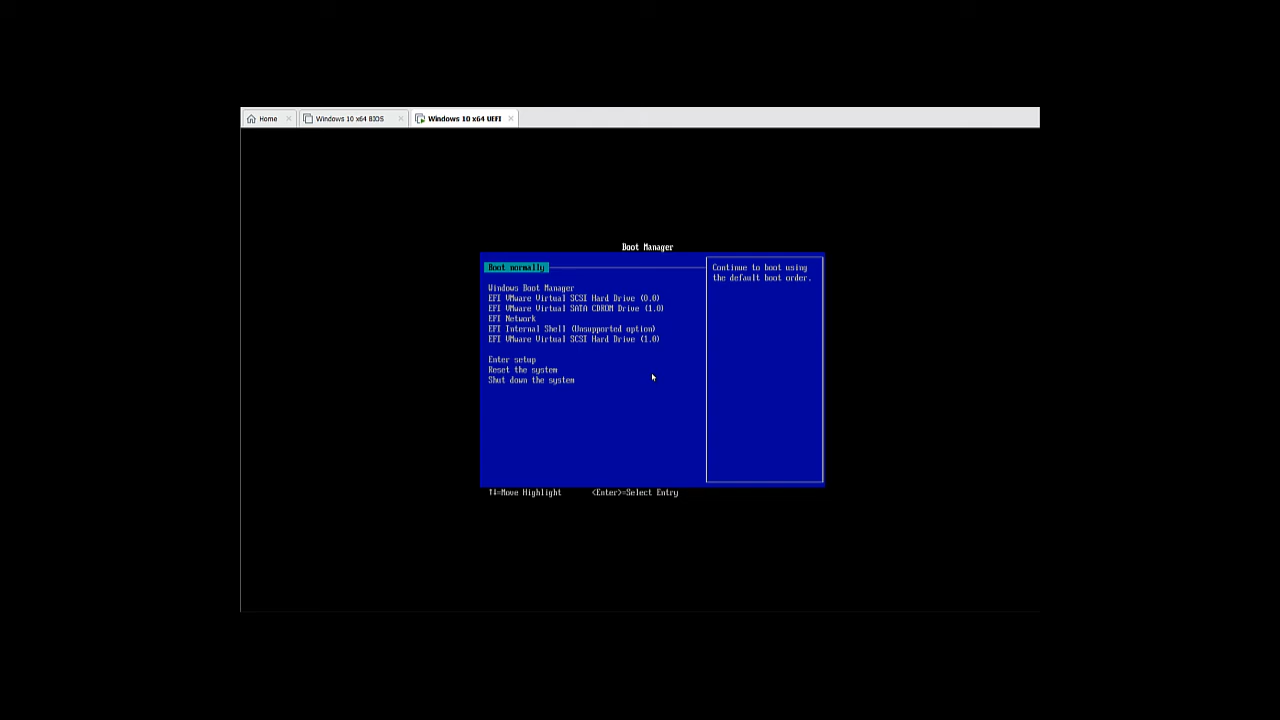 Home
Windows 10 x64 BIOS
Windows 10 x64 UEFI
Boot Manager
Boot normally
Continue to boot using
the default boot order.
Windows Boot Manager
EFI VMware Virtual SCSI Hard Drive (0.0)
EFI VMware Virtual SATA CDROM Drive (1.0)
EFI Network
EFI Internal Shell (Unsupported option)
EFI VMware Virtual SCSI Hard Drive (1.0)
Enter setup
Reset the system
Shut down the system
↑↓=Move Highlight <Enter>=Select Entry